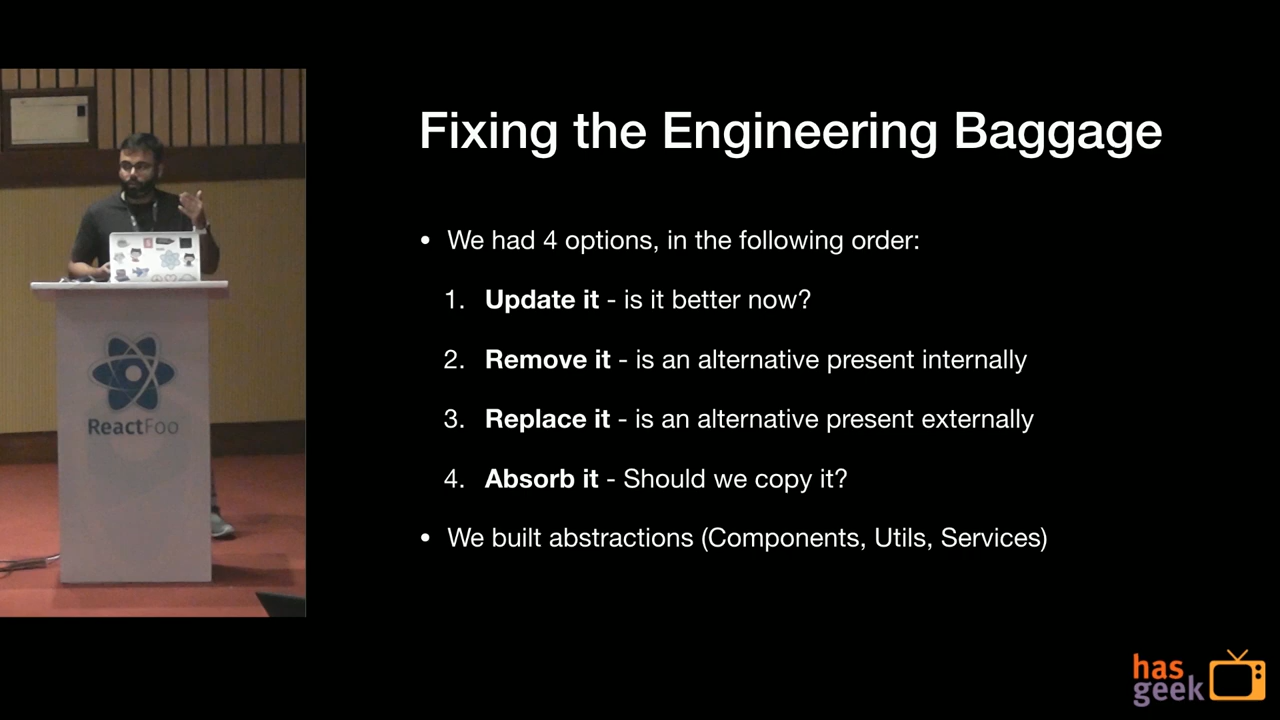 Fixing the Engineering Baggage
• We had 4 options, in the following order:
1. Update it - is it better now?
2. Remove it - is an alternative present internally
3. Replace it - is an alternative present externally
4. Absorb it - Should we copy it?
• We built abstractions (Components, Utils, Services)
ReactFoo
has
geek